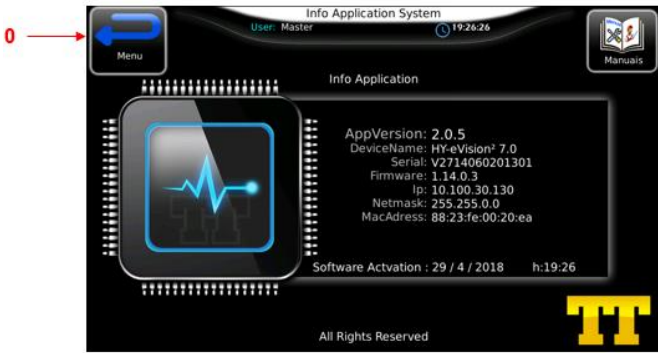 Info Application System
0
User: Master
19:26:26
Menu
Manuais
Info Application
AppVersion: 2.0.5
DeviceName: HY-eVision² 7.0
Serial: V2714060201301
Firmware: 1.14.0.3
Ip: 10.100.30.130
Netmask: 255.255.0.0
MacAdress: 88:23:fe:00:20:ea
Software Actvation : 29 / 4 / 2018 h:19:26
TT
TT
All Rights Reserved